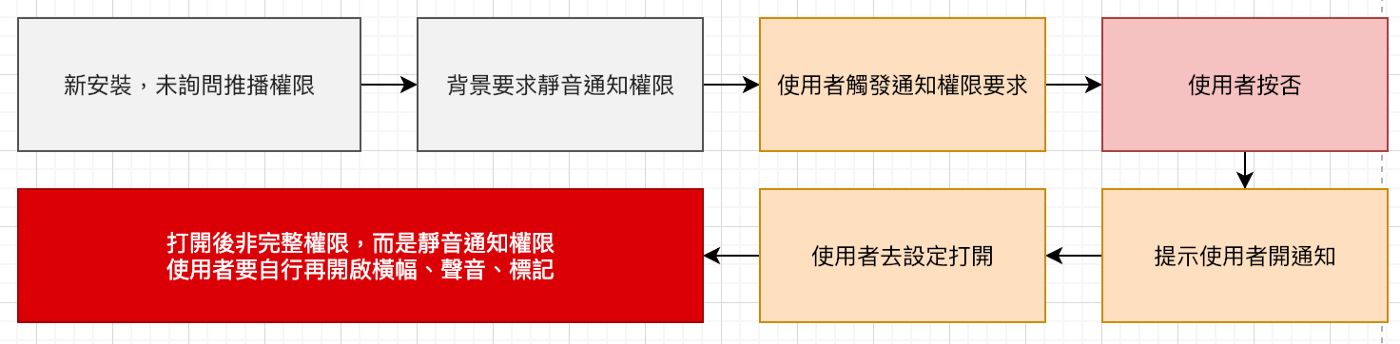 新安裝，未詢問推播權限
背景要求靜音通知權限
使用者觸發通知權限要求
使用者按否
提示使用者開通知
使用者去設定打開
打開後非完整權限，而是靜音通知權限
使用者要自行再開啟橫幅、聲音、標記